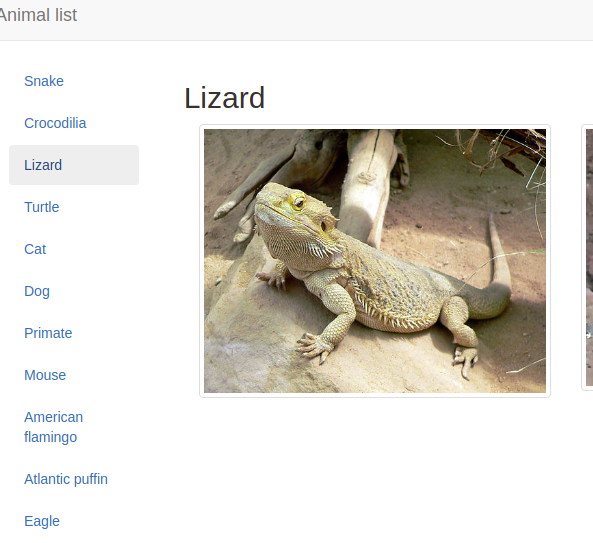 Animal list
Snake
Crocodilia
Lizard
Turtle
Cat
Dog
Primate
Mouse
American
flamingo
Atlantic puffin
Eagle
Lizard